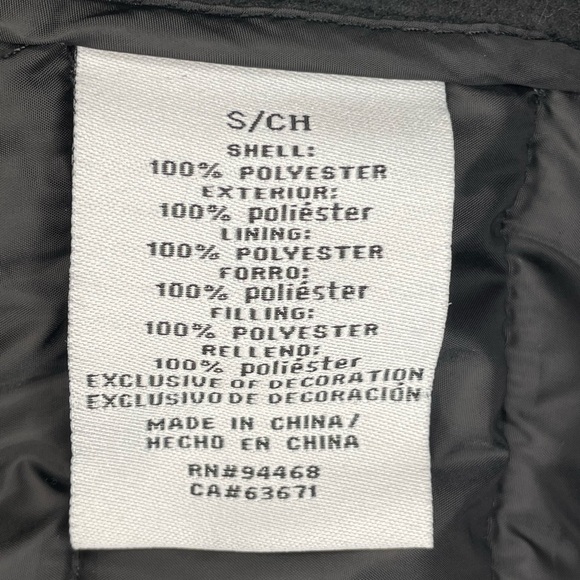 S/CH
SHELL:
100% POLYESTER
EXTERIOR:
100% poliéster
LINING:
100% POLYESTER
FORRO:
100% poliéster
FILLING:
100% POLYESTER
RELLENO:
100% poliéster
EXCLUSIVE OF DECORATION
EXCLUSIVO DE DECORACIÓN
MADE IN CHINA/
HECHO EN CHINA
RN#94468
CA#63671